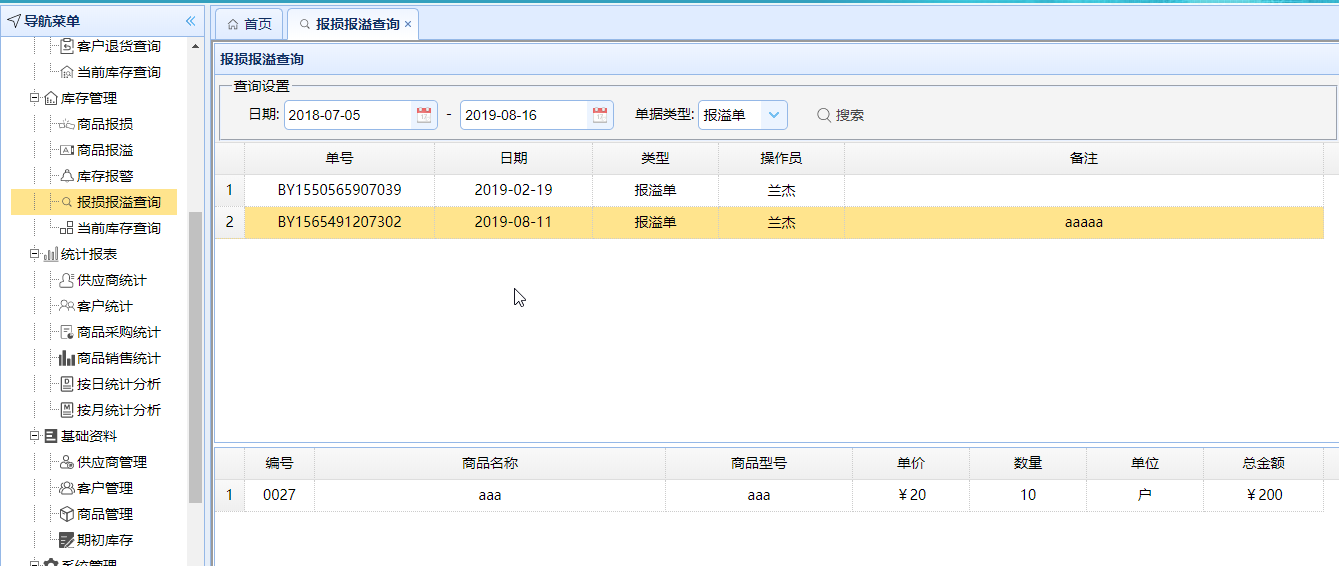 导航菜单
客户退货查询
当前库存查询
库存管理
商品报损
商品报溢
库存报警
报损报溢查询
当前库存查询
统计报表
供应商统计
客户统计
商品采购统计
商品销售统计
按日统计分析
按月统计分析
基础资料
供应商管理
客户管理
商品管理
期初库存
系统管理
首页 报损报溢查询
报损报溢查询
查询设置
日期: 2018-07-05 - 2019-08-16 单据类型: 报溢单 搜索
单号 日期 类型 操作员 备注
1 BY1550565907039 2019-02-19 报溢单 兰杰
2 BY1565491207302 2019-08-11 报溢单 兰杰 aaaaa
编号 商品名称 商品型号 单价 数量 单位 总金额
1 0027 aaa aaa ¥20 10 户 ¥200